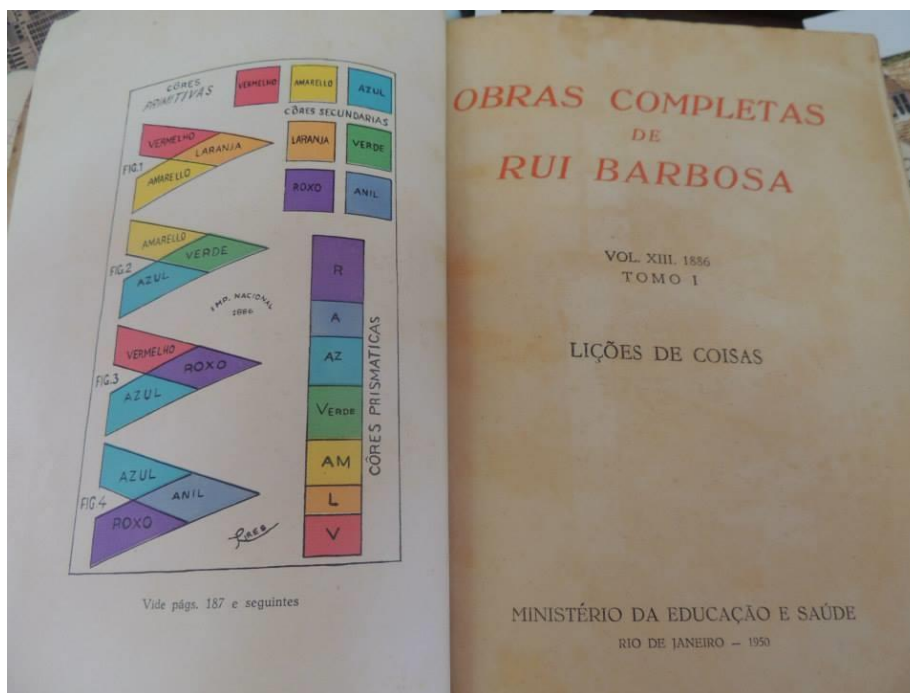 CÔRES
PRIMITIVAS
VERMELHO
AMARELLO
AZUL
CÔRES SECUNDARIAS
LARANJA
VERDE
ROXO
ANIL
VERMELHO
LARANJA
FIG.1
AMARELLO
AMARELLO
VERDE
FIG.2
AZUL
IMP. NACIONAL
1886
VERMELHO
ROXO
FIG.3
AZUL
AZUL
ANIL
FIG.4
ROXO
R
A
AZ
VERDE
AM
L
V
CÔRES PRISMATICAS
Vide págs. 187 e seguintes
OBRAS COMPLETAS
DE
RUI BARBOSA
VOL. XIII. 1886
TOMO I
LIÇÕES DE COISAS
MINISTÉRIO DA EDUCAÇÃO E SAÚDE
RIO DE JANEIRO — 1950